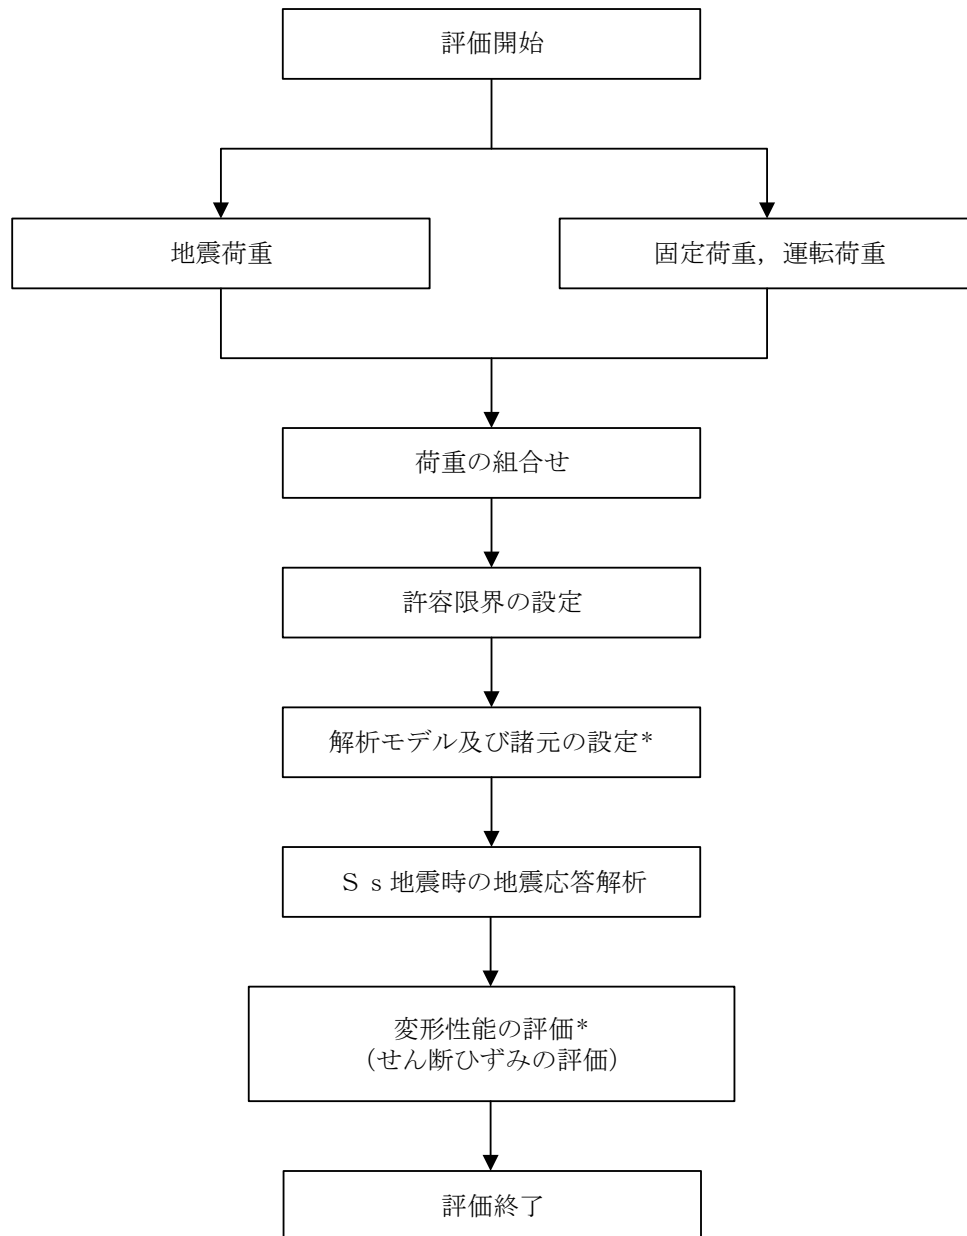 評価開始
地震荷重
固定荷重，運転荷重
荷重の組合せ
許容限界の設定
解析モデル及び諸元の設定*
Ｓｓ地震時の地震応答解析
変形性能の評価*
（せん断ひずみの評価）
評価終了